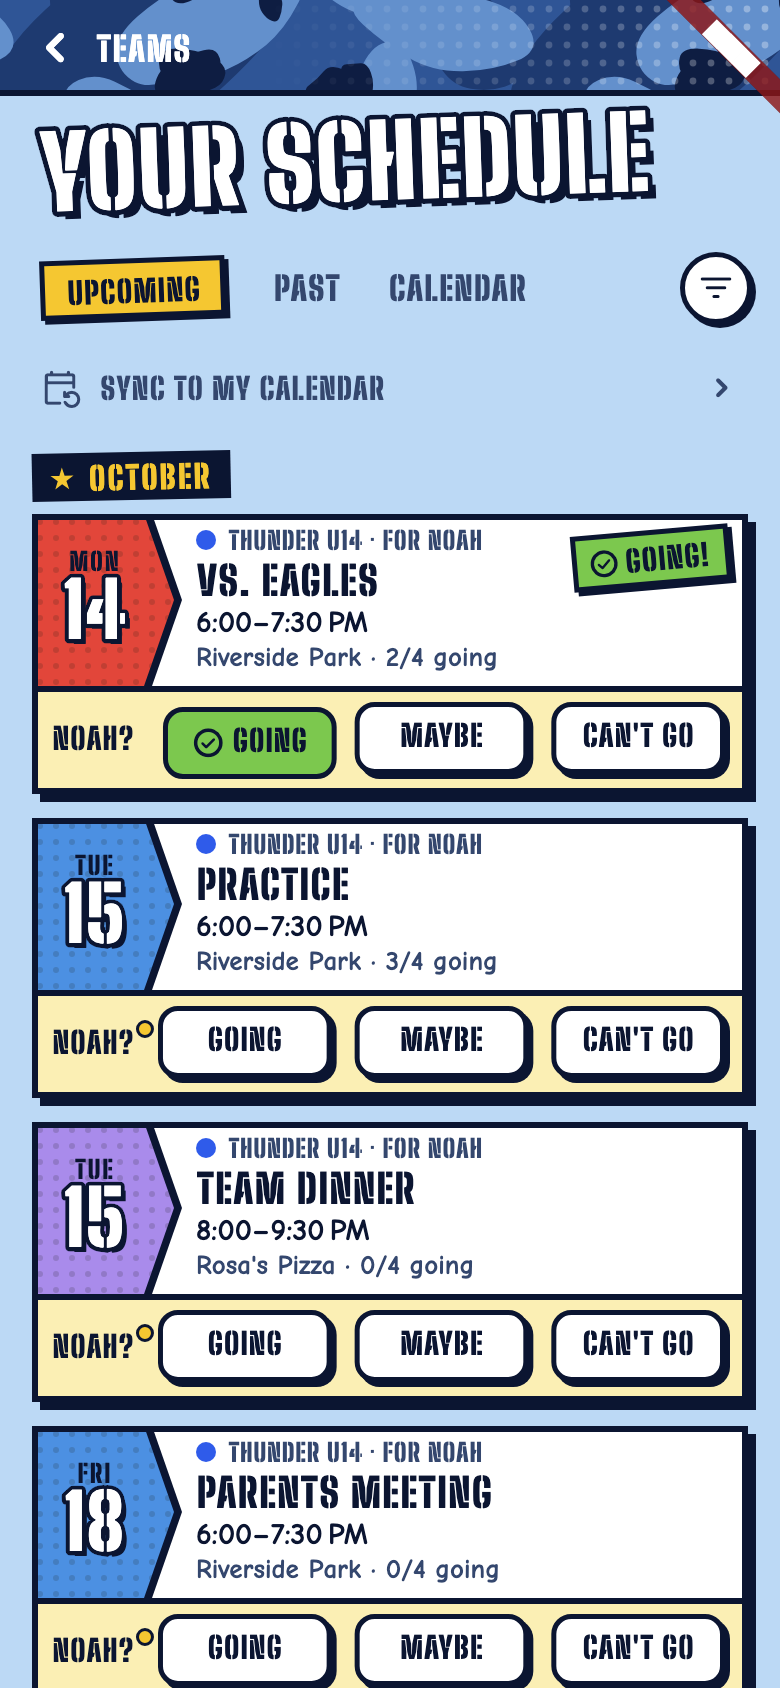 TEAMS
YOUR SCHEDULE
UPCOMING PAST CALENDAR
SYNC TO MY CALENDAR
★ OCTOBER
MON
14
THUNDER U14 · FOR NOAH
VS. EAGLES
6:00–7:30 PM
Riverside Park · 2/4 going
GOING!
NOAH? GOING MAYBE CAN'T GO
TUE
15
THUNDER U14 · FOR NOAH
PRACTICE
6:00–7:30 PM
Riverside Park · 3/4 going
NOAH? GOING MAYBE CAN'T GO
TUE
15
THUNDER U14 · FOR NOAH
TEAM DINNER
8:00–9:30 PM
Rosa's Pizza · 0/4 going
NOAH? GOING MAYBE CAN'T GO
FRI
18
THUNDER U14 · FOR NOAH
PARENTS MEETING
6:00–7:30 PM
Riverside Park · 0/4 going
NOAH? GOING MAYBE CAN'T GO